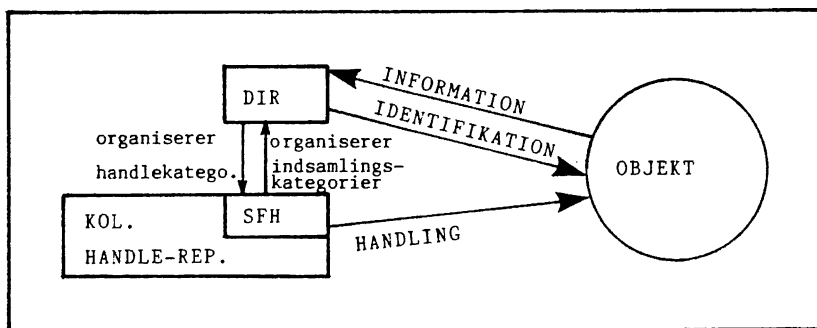 INFORMATION
IDENTIFIKATION
DIR
organiserer
handlekatego.
organiserer
indsamlings-
kategorier
OBJEKT
SFH
KOL.
HANDLE-REP.
HANDLING